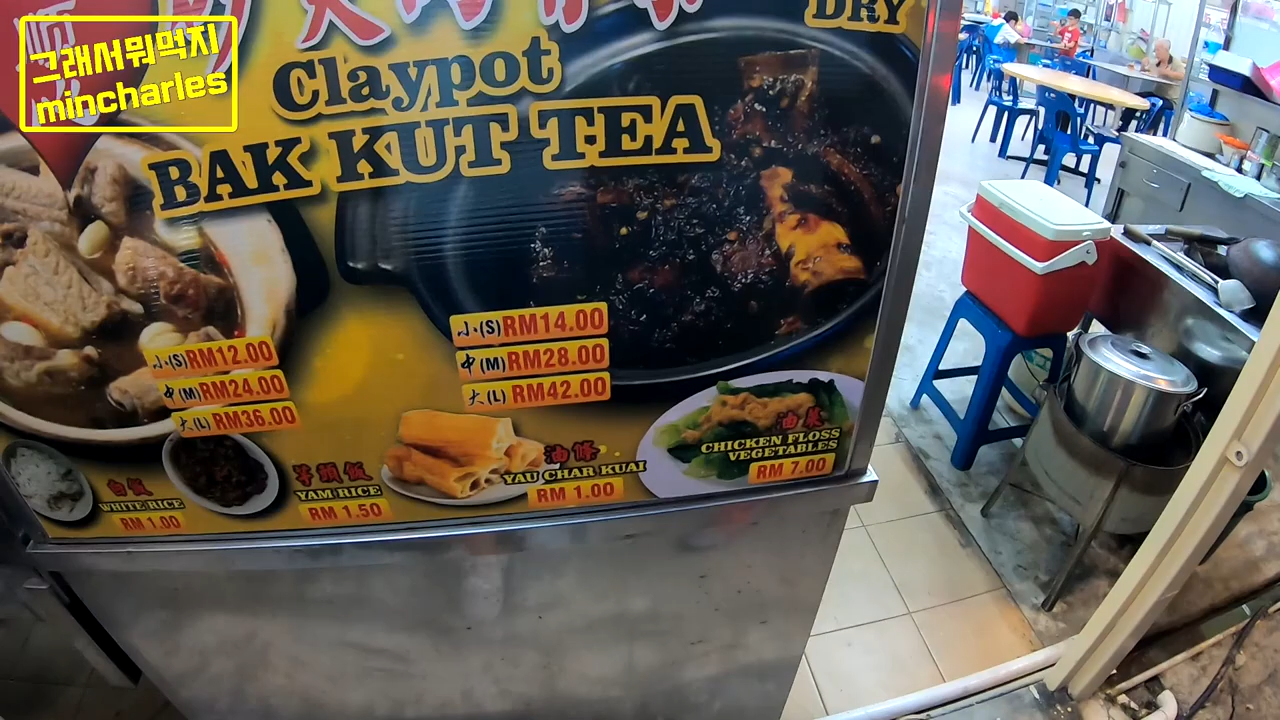 그래서뭐먹지
mincharles
DRY
Claypot
BAK KUT TEA
小(S) RM14.00
中(M) RM28.00
大(L) RM42.00
小(S) RM12.00
中(M) RM24.00
大(L) RM36.00
白飯
WHITE RICE
RM 1.00
芋頭飯
YAM RICE
RM 1.50
油條
YAU CHAR KUAI
RM 1.00
油菜
CHICKEN FLOSS
VEGETABLES
RM 7.00